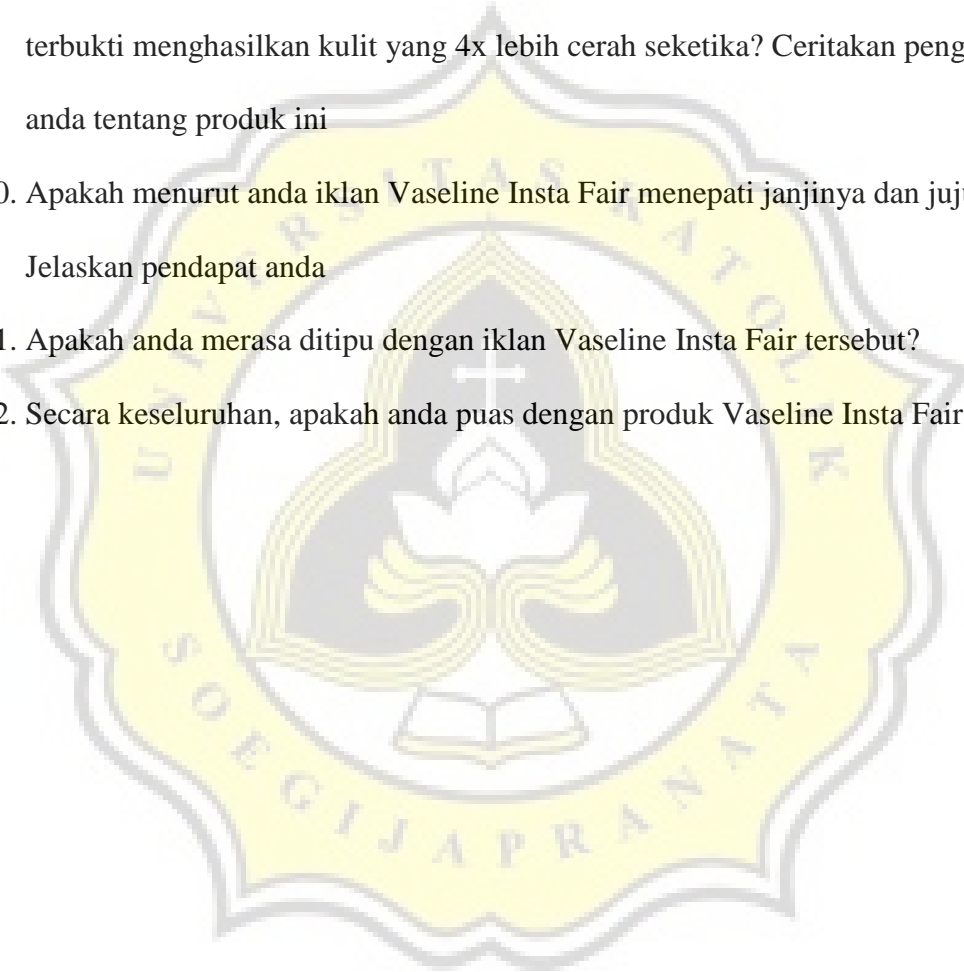 terbukti menghasilkan kulit yang 4x lebih cerah seketika? Ceritakan peng
anda tentang produk ini
0. Apakah menurut anda iklan Vaseline Insta Fair menepati janjinya dan juju
Jelaskan pendapat anda
1. Apakah anda merasa ditipu dengan iklan Vaseline Insta Fair tersebut?
2. Secara keseluruhan, apakah anda puas dengan produk Vaseline Insta Fair
UNIVERSITAS KATOLIK
SOEGIJAPRANATA